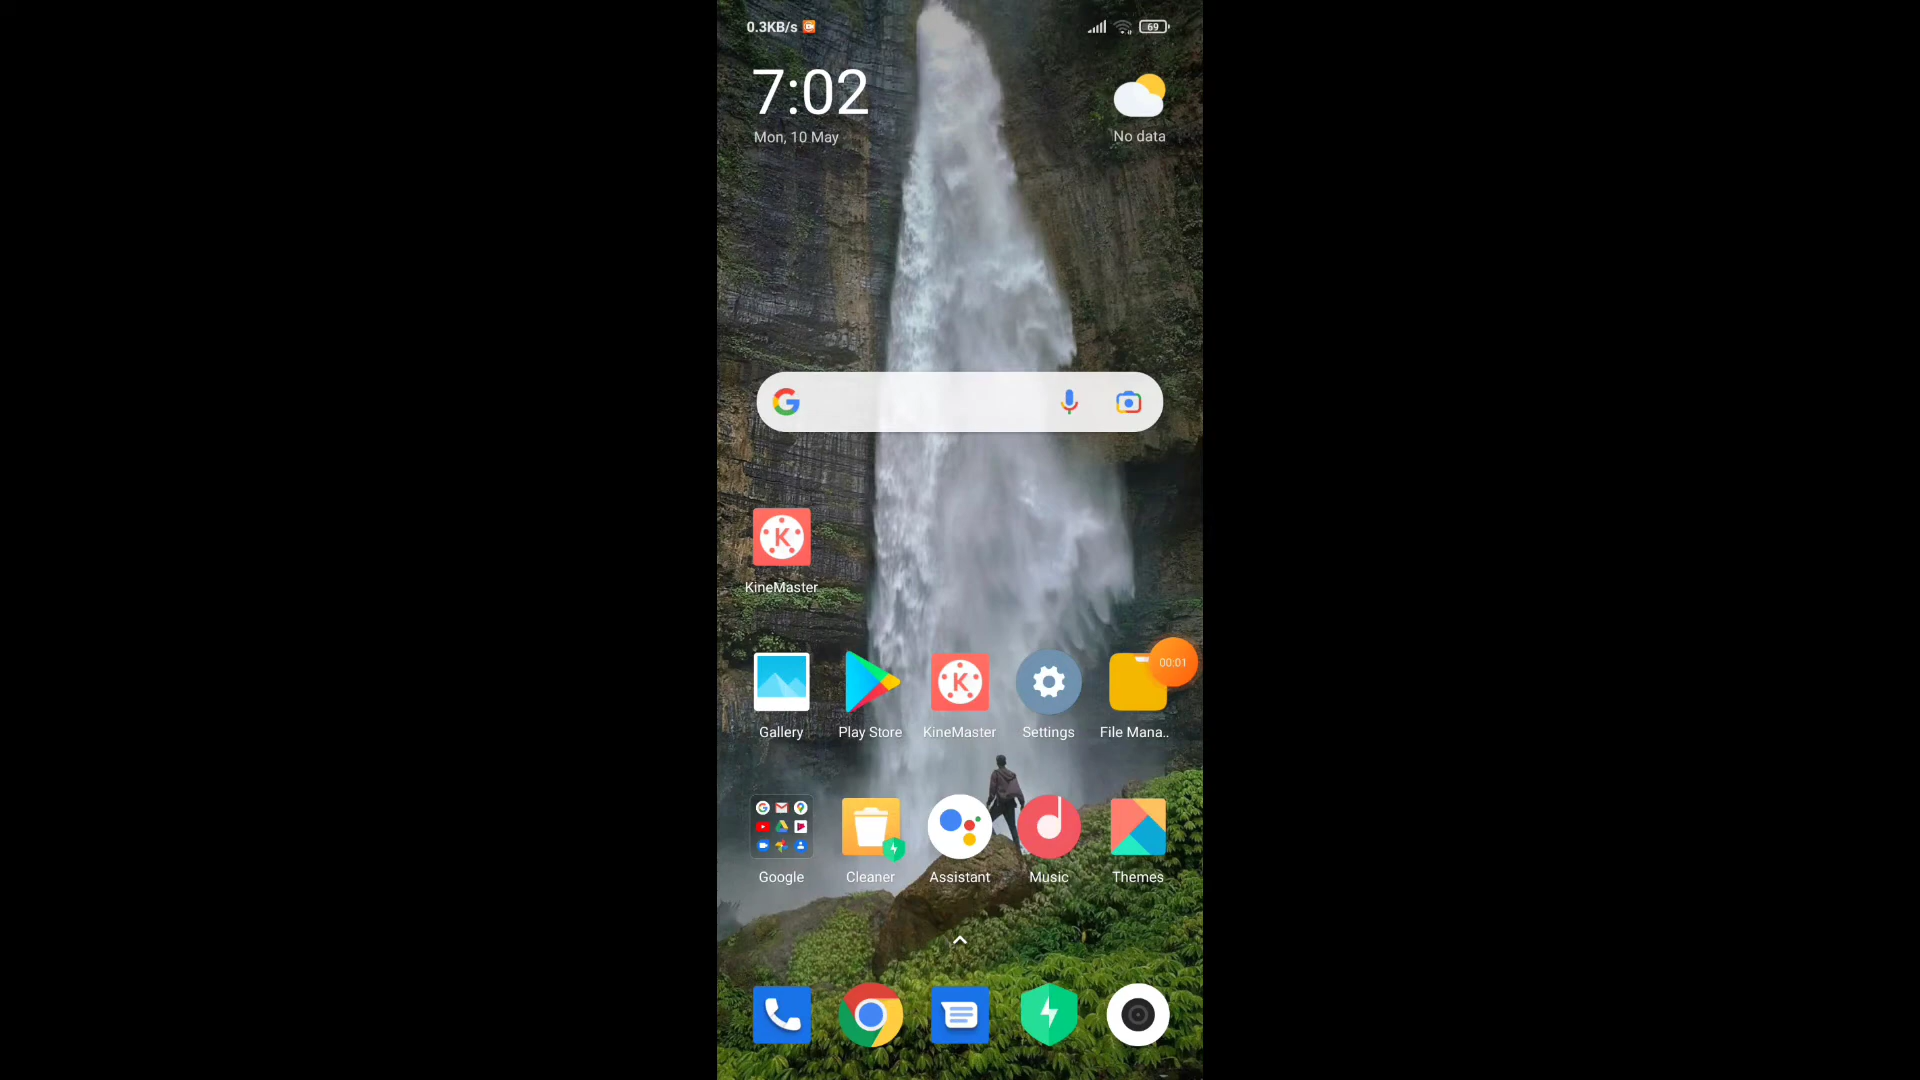 0.3KB/s
69
7:02
Mon, 10 May
No data
KineMaster
00:01
Gallery
Play Store
KineMaster
Settings
File Mana..
Google
Cleaner
Assistant
Music
Themes